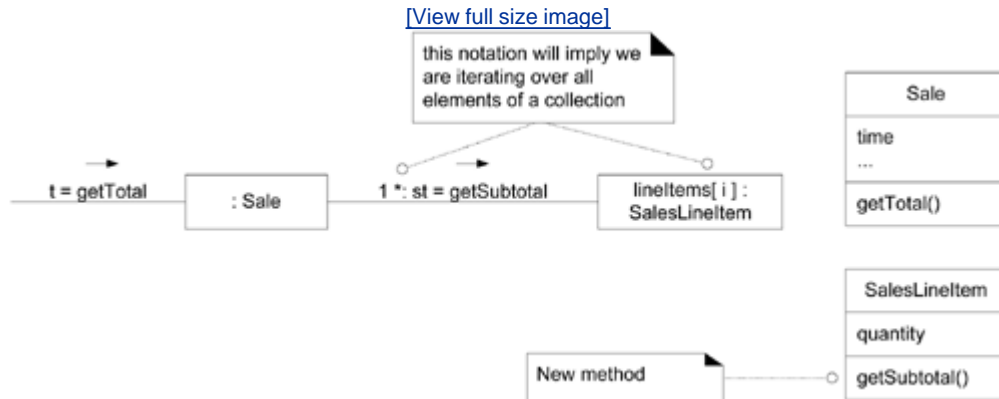 [View full size image]
this notation will imply we
are iterating over all
elements of a collection
t = getTotal
: Sale
1 *: st = getSubtotal
lineItems[ i ] :
SalesLineItem
Sale
time
...
getTotal()
SalesLineItem
quantity
New method
getSubtotal()